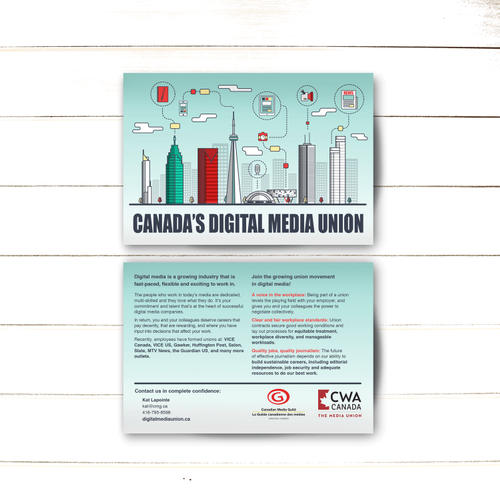 NEWS
CANADA'S DIGITAL MEDIA UNION
Digital media is a growing industry that is
fast-paced, flexible and exciting to work in.
The people who work in today's media are dedicated,
multi-skilled and they love what they do. It's your
commitment and talent that's at the heart of successful
digital media companies.
In return, you and your colleagues deserve careers that
pay decently, that are rewarding, and where you have
input into decisions that affect your work.
Recently, employees have formed unions at: VICE
Canada, VICE US, Gawker, Huffington Post, Salon,
Slate, MTV News, the Guardian US, and many more
outlets.
Join the growing union movement
in digital media!
A voice in the workplace: Being part of a union
levels the playing field with your employer, and
gives you and your colleagues the power to
negotiate collectively.
Clear and fair workplace standards: Union
contracts secure good working conditions and
lay out processes for equitable treatment,
workplace diversity, and manageable
workloads.
Quality jobs, quality journalism: The future
of effective journalism depends on our ability to
build sustainable careers, including editorial
independence, job security and adequate
resources to do our best work.
Contact us in complete confidence:
Kat Lapointe
kat@cmg.ca
416-795-8598
digitalmediaunion.ca
Canadian Media Guild
La Guilde canadienne des médias
CWA
CANADA
THE MEDIA UNION